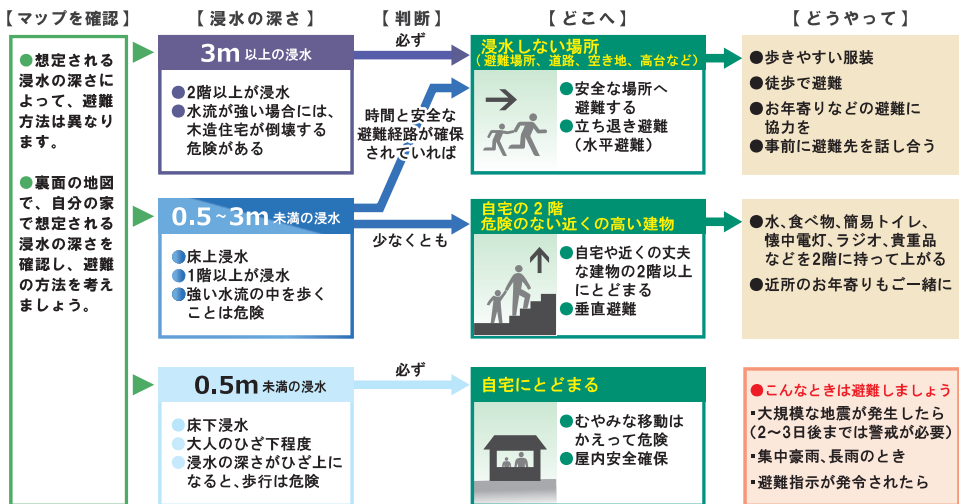 【マップを確認】
【浸水の深さ】
【判断】
【どこへ】
【どうやって】
●想定される
浸水の深さに
よって、避難
方法は異なり
ます。
●裏面の地図
で、自分の家
で想定される
浸水の深さを
確認し、避難
の方法を考え
ましょう。
3m以上の浸水
●2階以上が浸水
●水流が強い場合には、
木造住宅が倒壊する
危険がある
必ず
浸水しない場所
(避難場所、道路、空き地、高台など)
●安全な場所へ
避難する
●立ち退き避難
(水平避難)
●歩きやすい服装
●徒歩で避難
●お年寄りなどの避難に
協力を
●事前に避難先を話し合う
時間と安全な
避難経路が確保
されていれば
0.5~3m未満の浸水
●床上浸水
●1階以上が浸水
●強い水流の中を歩く
ことは危険
少なくとも
自宅の2階
危険のない近くの高い建物
●自宅や近くの丈夫
な建物の2階以上
にとどまる
●垂直避難
●水、食べ物、簡易トイレ、
懐中電灯、ラジオ、貴重品
などを2階に持って上がる
●近所のお年寄りもご一緒に
0.5m未満の浸水
●床下浸水
●大人のひざ下程度
●浸水の深さがひざ上に
なると、歩行は危険
必ず
自宅にとどまる
●むやみな移動は
かえって危険
●屋内安全確保
●こんなときは避難しましょう
▪大規模な地震が発生したら
(2〜3日後までは警戒が必要)
▪集中豪雨、長雨のとき
▪避難指示が発令されたら